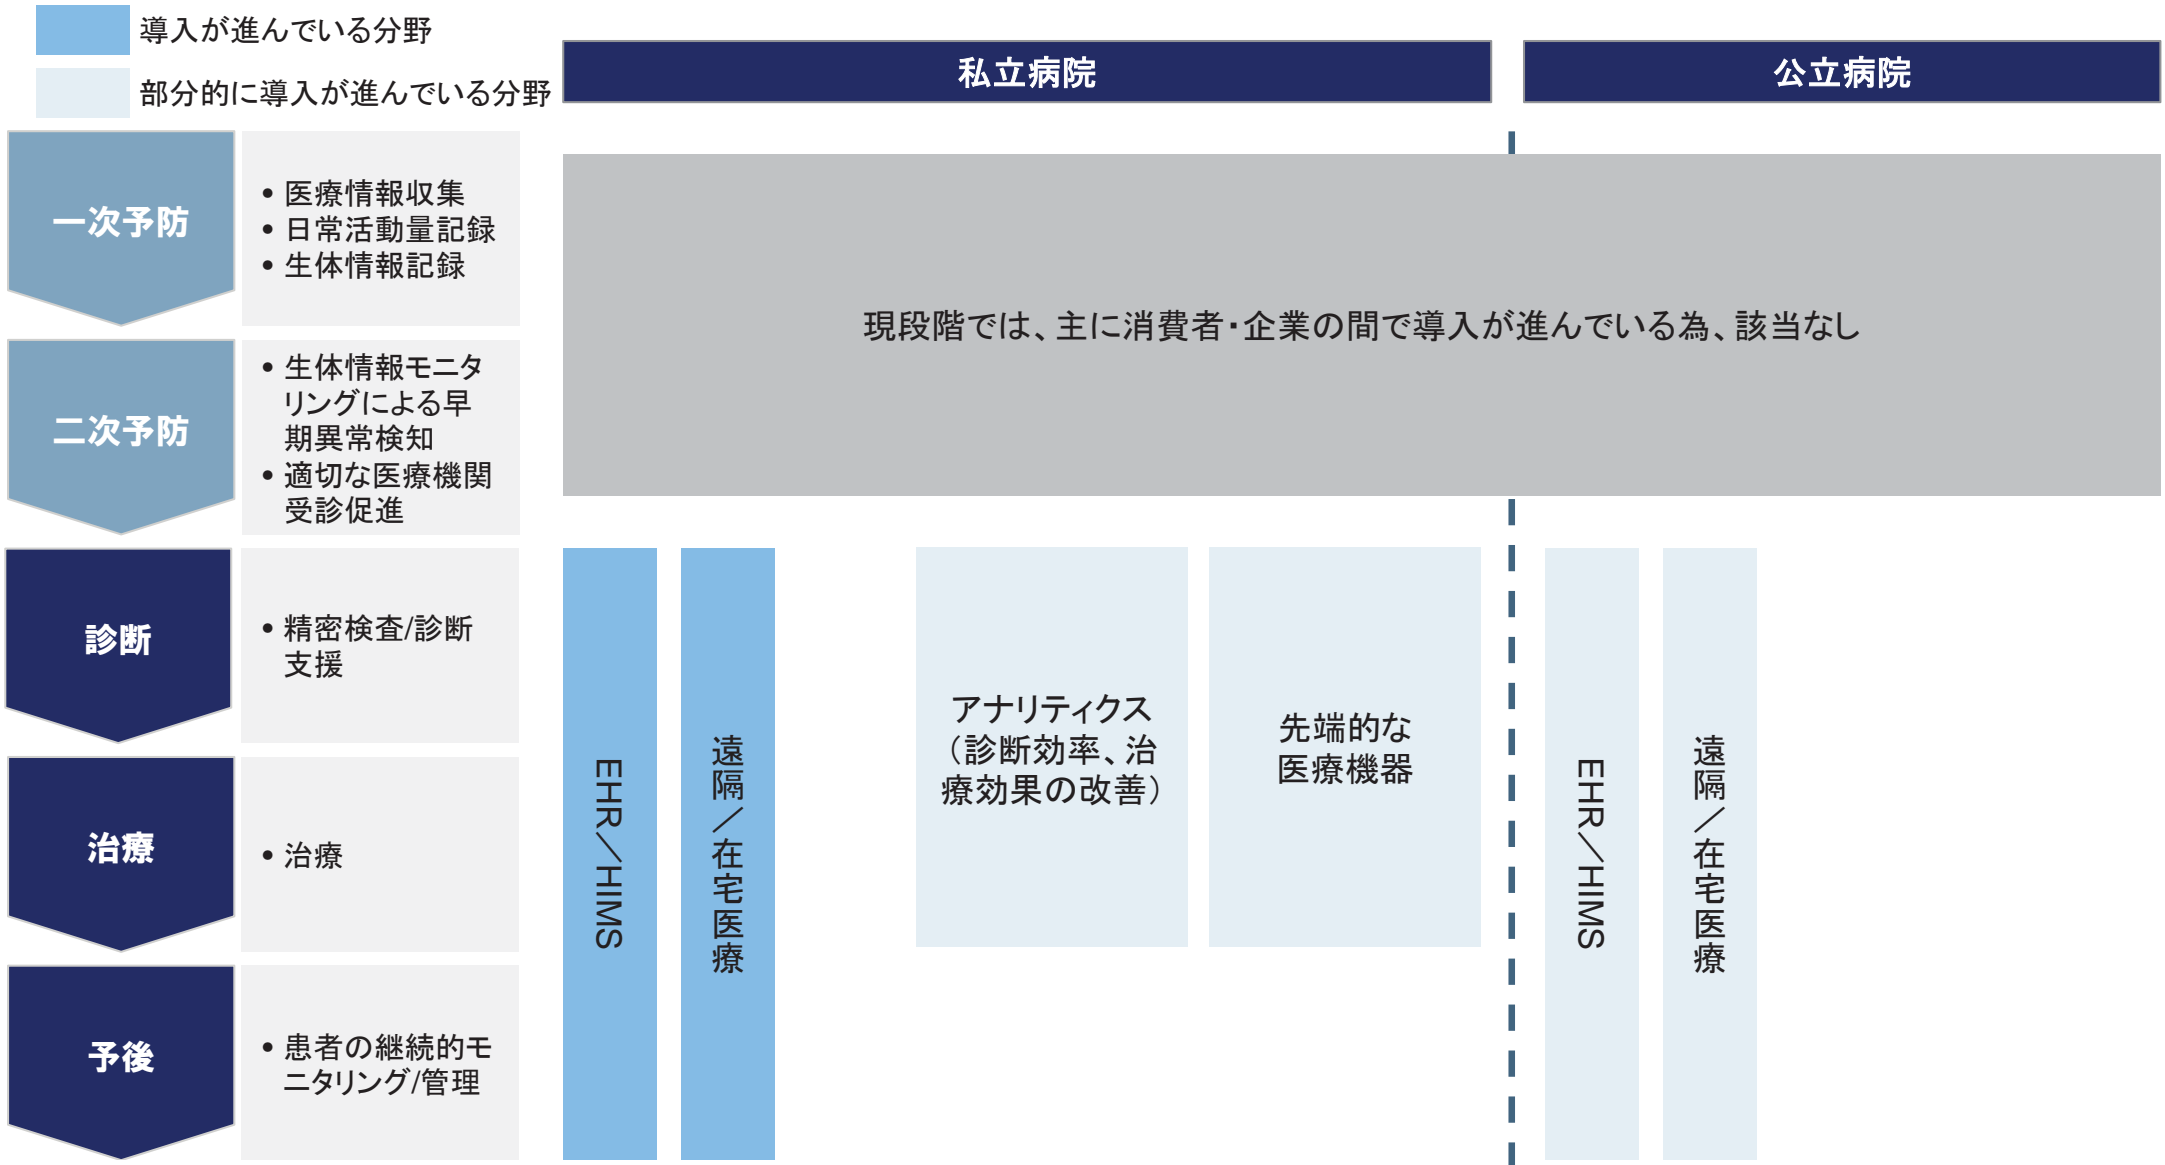 導入が進んでいる分野
部分的に導入が進んでいる分野
私立病院
公立病院
一次予防
• 医療情報収集
• 日常活動量記録
• 生体情報記録
現段階では、主に消費者・企業の間で導入が進んでいる為、該当なし
二次予防
• 生体情報モニタ
リングによる早
期異常検知
• 適切な医療機関
受診促進
診断
• 精密検査/診断
支援
治療
• 治療
予後
• 患者の継続的モ
ニタリング/管理
EHR／HIMS
遠隔／在宅医療
アナリティクス
（診断効率、治
療効果の改善）
先端的な
医療機器
EHR／HIMS
遠隔／在宅医療